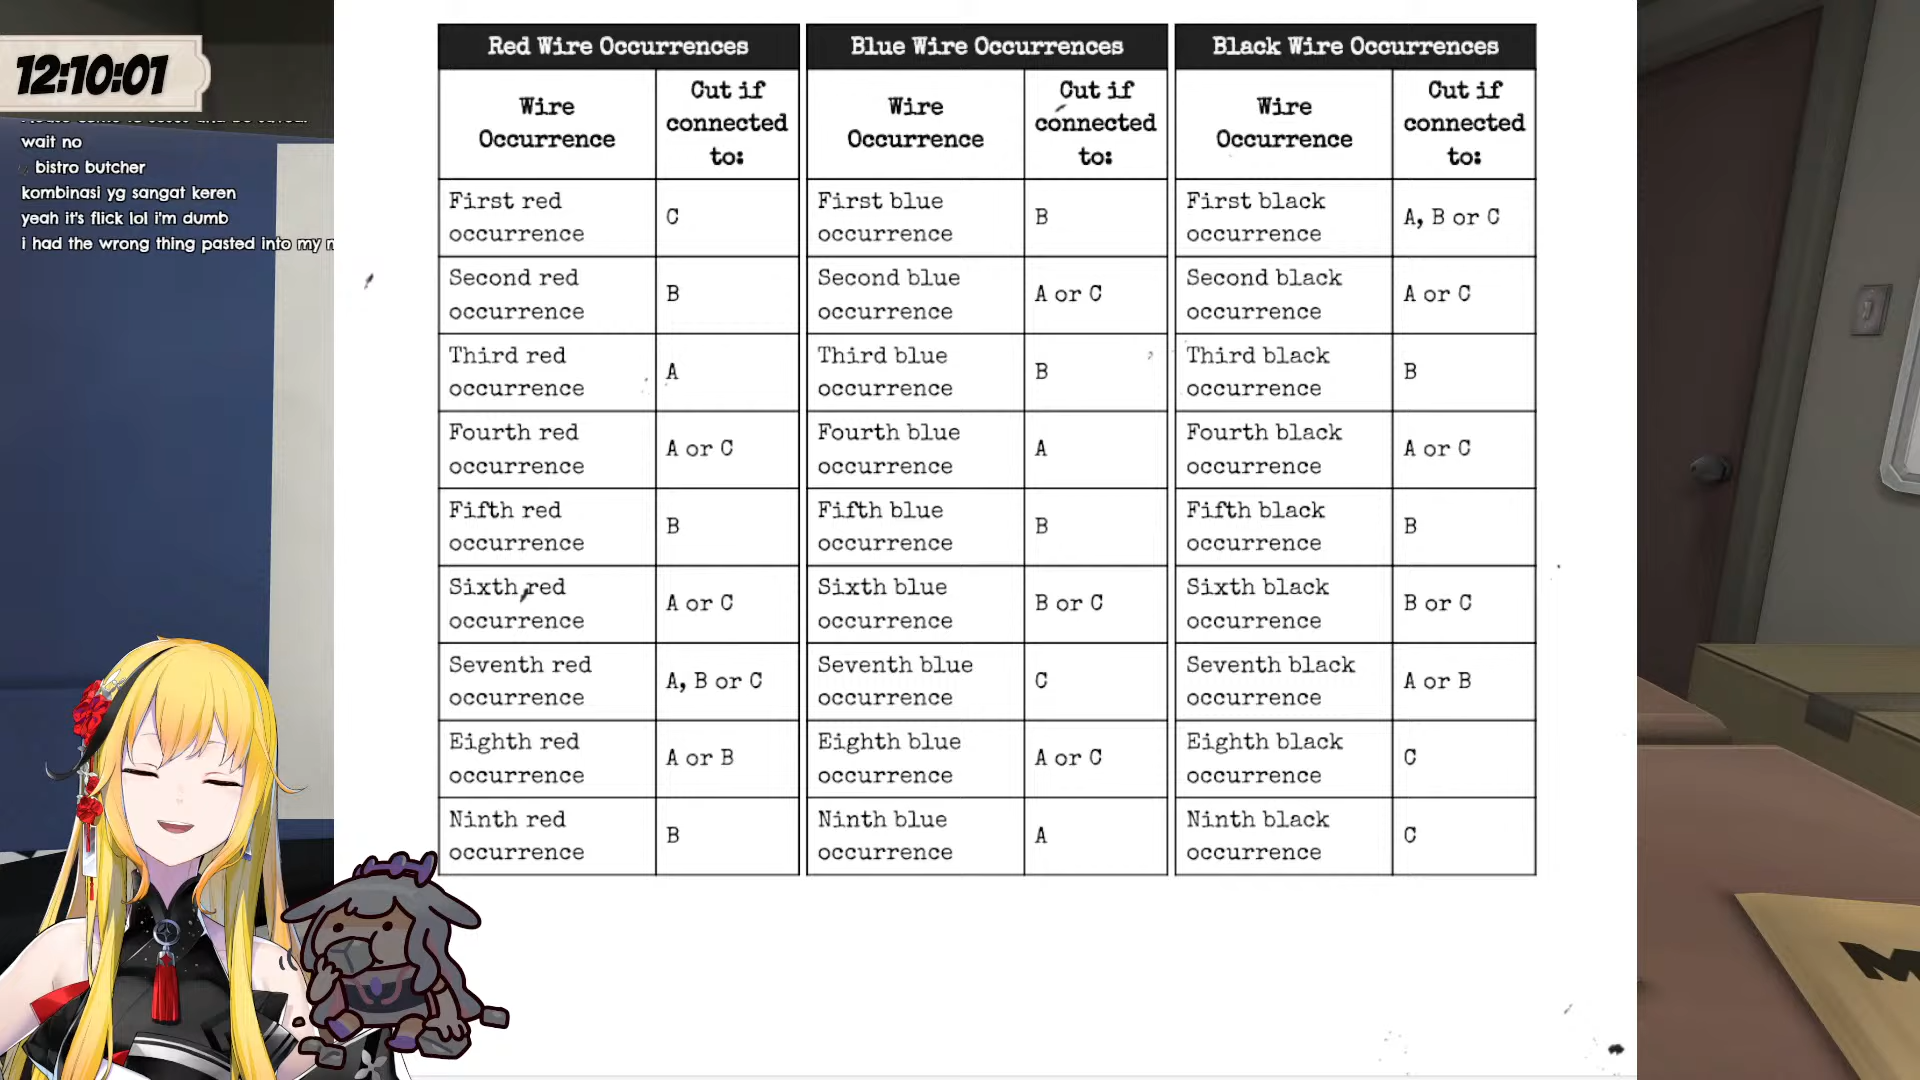 12:10:01
wait no
bistro butcher
kombinasi yg sangat keren
yeah it's flick lol i'm dumb
i had the wrong thing pasted into my
Red Wire Occurrences
Wire Occurrence
Cut if connected to:
First red occurrence
C
Second red occurrence
B
Third red occurrence
A
Fourth red occurrence
A or C
Fifth red occurrence
B
Sixth red occurrence
A or C
Seventh red occurrence
A, B or C
Eighth red occurrence
A or B
Ninth red occurrence
B
Blue Wire Occurrences
Wire Occurrence
Cut if connected to:
First blue occurrence
B
Second blue occurrence
A or C
Third blue occurrence
B
Fourth blue occurrence
A
Fifth blue occurrence
B
Sixth blue occurrence
B or C
Seventh blue occurrence
C
Eighth blue occurrence
A or C
Ninth blue occurrence
A
Black Wire Occurrences
Wire Occurrence
Cut if connected to:
First black occurrence
A, B or C
Second black occurrence
A or C
Third black occurrence
B
Fourth black occurrence
A or C
Fifth black occurrence
B
Sixth black occurrence
B or C
Seventh black occurrence
A or B
Eighth black occurrence
C
Ninth black occurrence
C